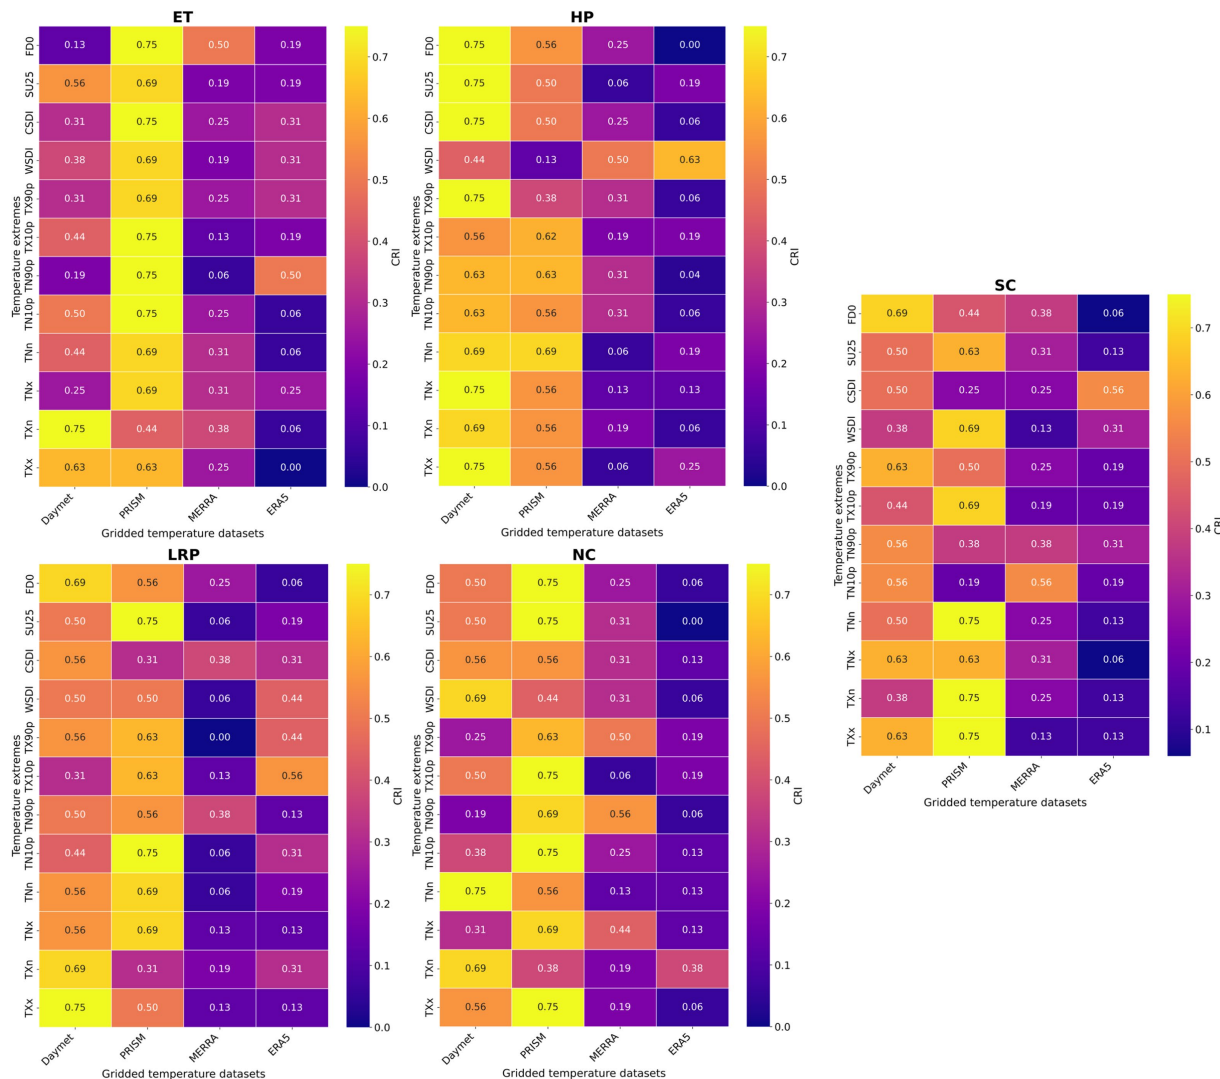 ET
FD0 0.13 0.75 0.50 0.19
SU25 0.56 0.69 0.19 0.19
CSDI 0.31 0.75 0.25 0.31
WSDI 0.38 0.69 0.19 0.31
TX90p 0.31 0.69 0.25 0.31
TX10p 0.44 0.75 0.13 0.19
TN90p 0.19 0.75 0.06 0.50
TN10p 0.50 0.75 0.25 0.06
TNn 0.44 0.69 0.31 0.06
TNx 0.25 0.69 0.31 0.25
TXn 0.75 0.44 0.38 0.06
TXx 0.63 0.63 0.25 0.00
Daymet PRISM MERRA ERA5
Gridded temperature datasets
Temperature extremes
0.7
0.6
0.5
0.4
0.3
0.2
0.1
0.0
CRI
HP
FD0 0.75 0.56 0.25 0.00
SU25 0.75 0.50 0.06 0.19
CSDI 0.75 0.50 0.25 0.06
WSDI 0.44 0.13 0.50 0.63
TX90p 0.75 0.38 0.31 0.06
TX10p 0.56 0.62 0.19 0.19
TN90p 0.63 0.63 0.31 0.04
TN10p 0.63 0.63 0.31 0.06
TNn 0.69 0.69 0.06 0.19
TNx 0.75 0.56 0.13 0.13
TXn 0.69 0.56 0.19 0.06
TXx 0.75 0.56 0.06 0.25
Daymet PRISM MERRA ERA5
Gridded temperature datasets
Temperature extremes
0.7
0.6
0.5
0.4
0.3
0.2
0.1
0.0
CRI
SC
FD0 0.69 0.44 0.38 0.06
SU25 0.50 0.63 0.31 0.13
CSDI 0.50 0.25 0.25 0.56
WSDI 0.38 0.69 0.13 0.31
TX90p 0.63 0.50 0.25 0.19
TX10p 0.44 0.69 0.19 0.19
TN90p 0.56 0.38 0.38 0.31
TN10p 0.56 0.19 0.56 0.19
TNn 0.50 0.75 0.25 0.13
TNx 0.63 0.63 0.31 0.06
TXn 0.38 0.75 0.25 0.13
TXx 0.63 0.75 0.13 0.13
Daymet PRISM MERRA ERA5
Gridded temperature datasets
Temperature extremes
0.7
0.6
0.5
0.4
0.3
0.2
0.1
CRI
LRP
FD0 0.69 0.56 0.25 0.06
SU25 0.50 0.75 0.06 0.19
CSDI 0.56 0.31 0.38 0.31
WSDI 0.50 0.50 0.06 0.44
TX90p 0.56 0.63 0.00 0.44
TX10p 0.31 0.63 0.13 0.56
TN90p 0.50 0.56 0.38 0.13
TN10p 0.44 0.75 0.06 0.31
TNn 0.56 0.69 0.06 0.19
TNx 0.56 0.69 0.13 0.13
TXn 0.69 0.31 0.19 0.31
TXx 0.75 0.50 0.13 0.13
Daymet PRISM MERRA ERA5
Gridded temperature datasets
Temperature extremes
0.7
0.6
0.5
0.4
0.3
0.2
0.1
0.0
CRI
NC
FD0 0.50 0.75 0.25 0.06
SU25 0.50 0.75 0.31 0.00
CSDI 0.56 0.56 0.31 0.13
WSDI 0.69 0.44 0.31 0.06
TX90p 0.25 0.63 0.50 0.19
TX10p 0.50 0.75 0.06 0.19
TN90p 0.19 0.69 0.56 0.06
TN10p 0.38 0.75 0.25 0.13
TNn 0.75 0.56 0.13 0.13
TNx 0.31 0.69 0.44 0.13
TXn 0.69 0.38 0.19 0.38
TXx 0.56 0.75 0.19 0.06
Daymet PRISM MERRA ERA5
Gridded temperature datasets
Temperature extremes
0.7
0.6
0.5
0.4
0.3
0.2
0.1
0.0
CRI